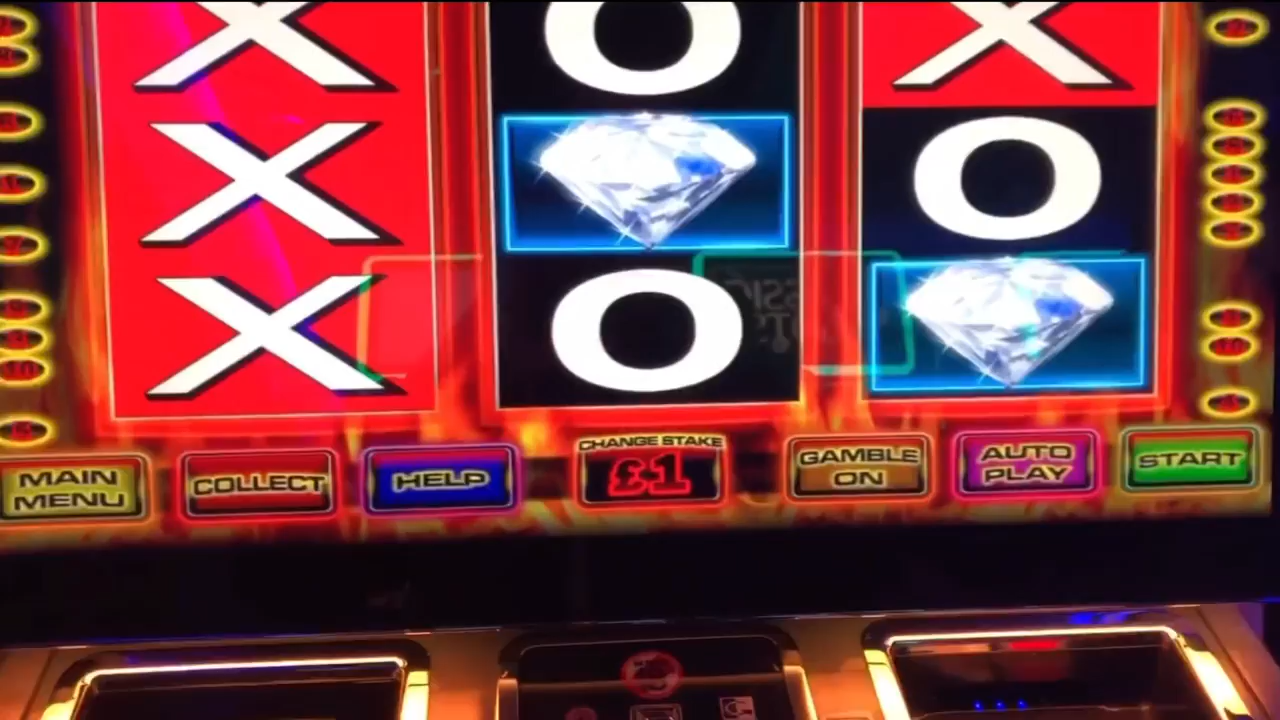 X O X
X O
X O
MAIN
MENU
COLLECT
HELP
CHANGE STAKE
£1
GAMBLE
ON
AUTO
PLAY
START